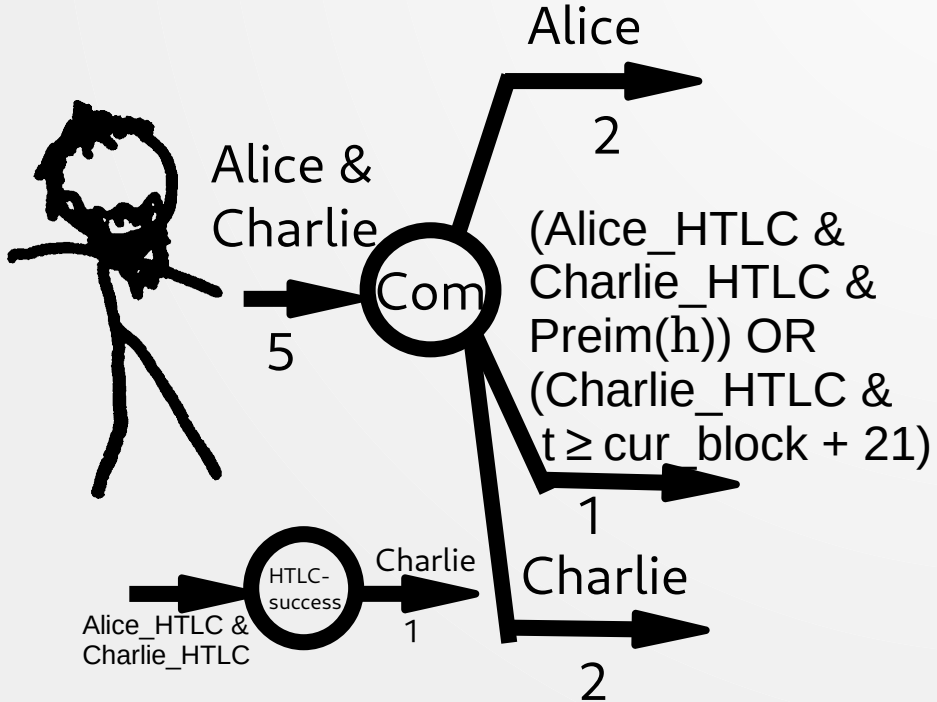 Alice
2
Alice &
Charlie
5
Com
(Alice_HTLC &
Charlie_HTLC &
Preim(h)) OR
(Charlie_HTLC &
t ≥ cur_block + 21)
1
Charlie
2
HTLC-
success
Charlie
1
Alice_HTLC &
Charlie_HTLC